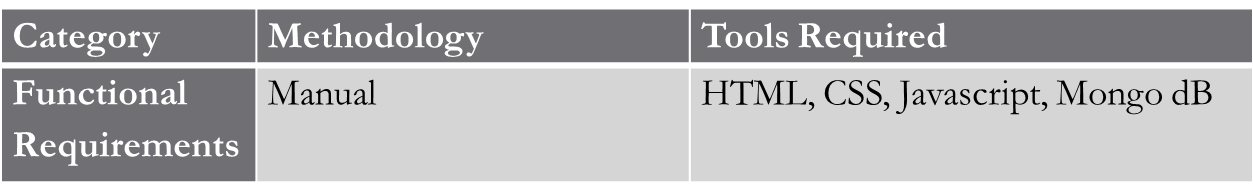 Category Methodology Tools Required
Functional Manual HTML, CSS, Javascript, Mongo dB
Requirements